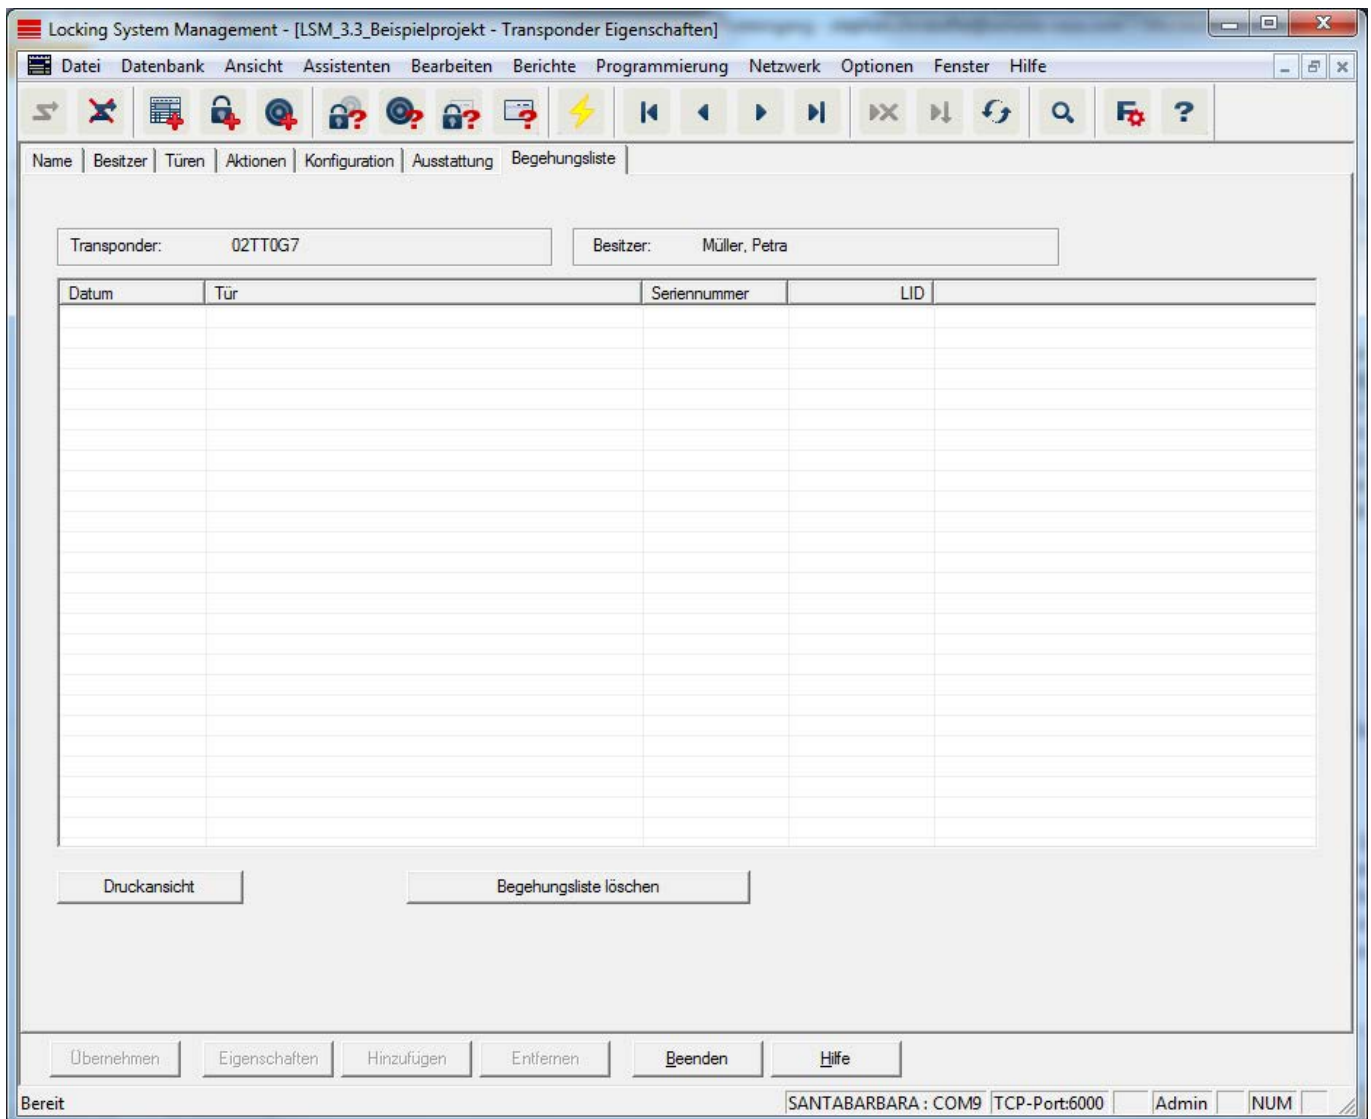 Locking System Management - [LSM_3.3_Beispielprojekt - Transponder Eigenschaften]
Datei Datenbank Ansicht Assistenten Bearbeiten Berichte Programmierung Netzwerk Optionen Fenster Hilfe
Name Besitzer Türen Aktionen Konfiguration Ausstattung Begehungsliste
Transponder: 02TT0G7 Besitzer: Müller, Petra
Datum Tür Seriennummer LID
Druckansicht Begehungsliste löschen
Übernehmen Eigenschaften Hinzufügen Entfernen Beenden Hilfe
Bereit SANTABARBARA : COM9 TCP-Port:6000 Admin NUM